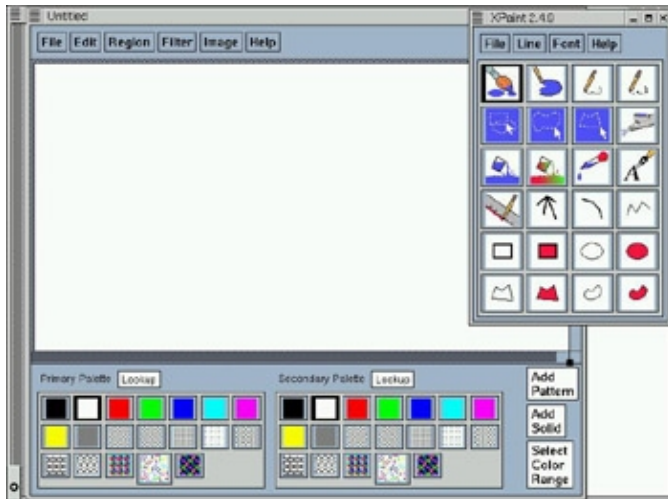 Untitled
File Edit Region Filter Image Help
XPaint 2.4.0
File Line Font Help
A
Primary Palette Lookup
Secondary Palette Lookup
Add
Pattern
Add
Solid
Select
Color
Range